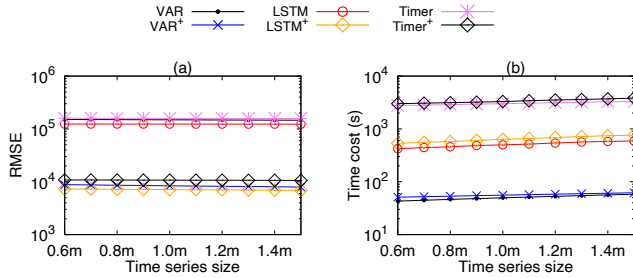 VAR LSTM Timer
VAR⁺ LSTM⁺ Timer⁺
(a) (b)
10⁶
10⁵
10⁴
10³
RMSE
0.6m 0.8m 1.0m 1.2m 1.4m
Time series size
10⁴
10³
10²
10¹
Time cost (s)
0.6m 0.8m 1.0m 1.2m 1.4m
Time series size